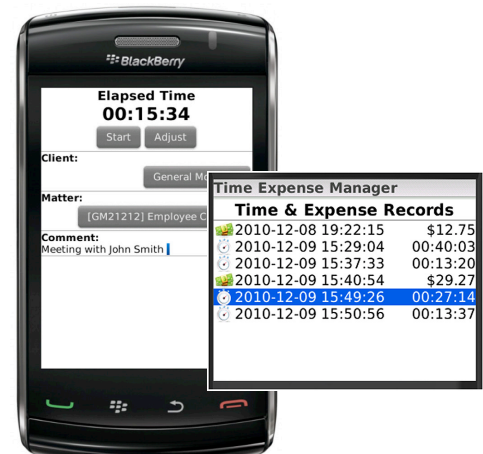 BlackBerry
Elapsed Time
00:15:34
Start Adjust
Client:
General
Matter:
[GM21212] Employee
Comment:
Meeting with John Smith
Time Expense Manager
Time & Expense Records
2010-12-08 19:22:15 $12.75
2010-12-09 15:29:04 00:40:03
2010-12-09 15:37:33 00:13:20
2010-12-09 15:40:54 $29.27
2010-12-09 15:49:26 00:27:14
2010-12-09 15:50:56 00:13:37